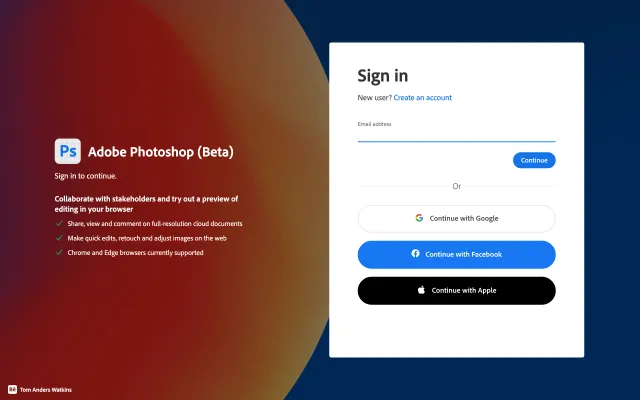 Ps Adobe Photoshop (Beta)
Sign in to continue.
Collaborate with stakeholders and try out a preview of
editing in your browser
Share, view and comment on full-resolution cloud documents
Make quick edits, retouch and adjust images on the web
Chrome and Edge browsers currently supported
Sign in
New user? Create an account
Email address
Continue
Or
Continue with Google
Continue with Facebook
Continue with Apple
Tom Anders Watkins